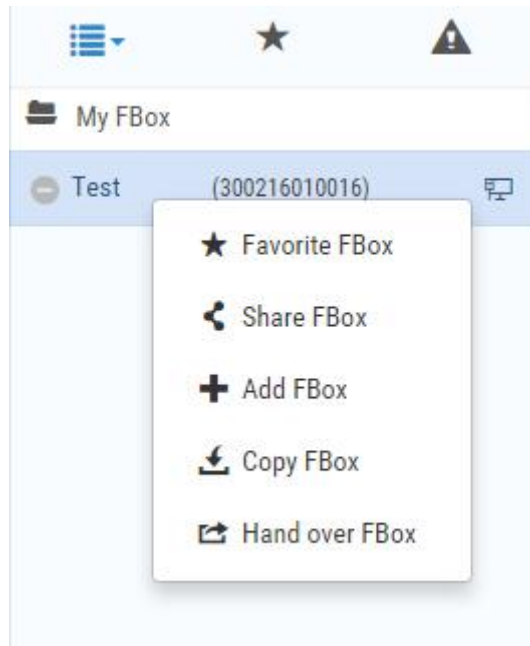 My FBox
Test (300216010016)
Favorite FBox
Share FBox
Add FBox
Copy FBox
Hand over FBox